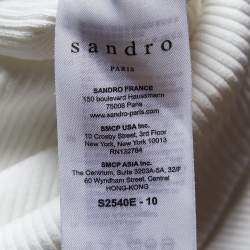 sandro
PARIS
SANDRO FRANCE
150 boulevard Haussmann
75008 Paris
www.sandro-paris.com
SMCP USA Inc.
10 Crosby Street, 3rd Floor
New York, New York 10013
RN132784
SMCP ASIA Inc.
The Centrium, Suite 3203A-5A, 32/F
60 Wyndham Street, Central
HONG-KONG
S2540E - 10